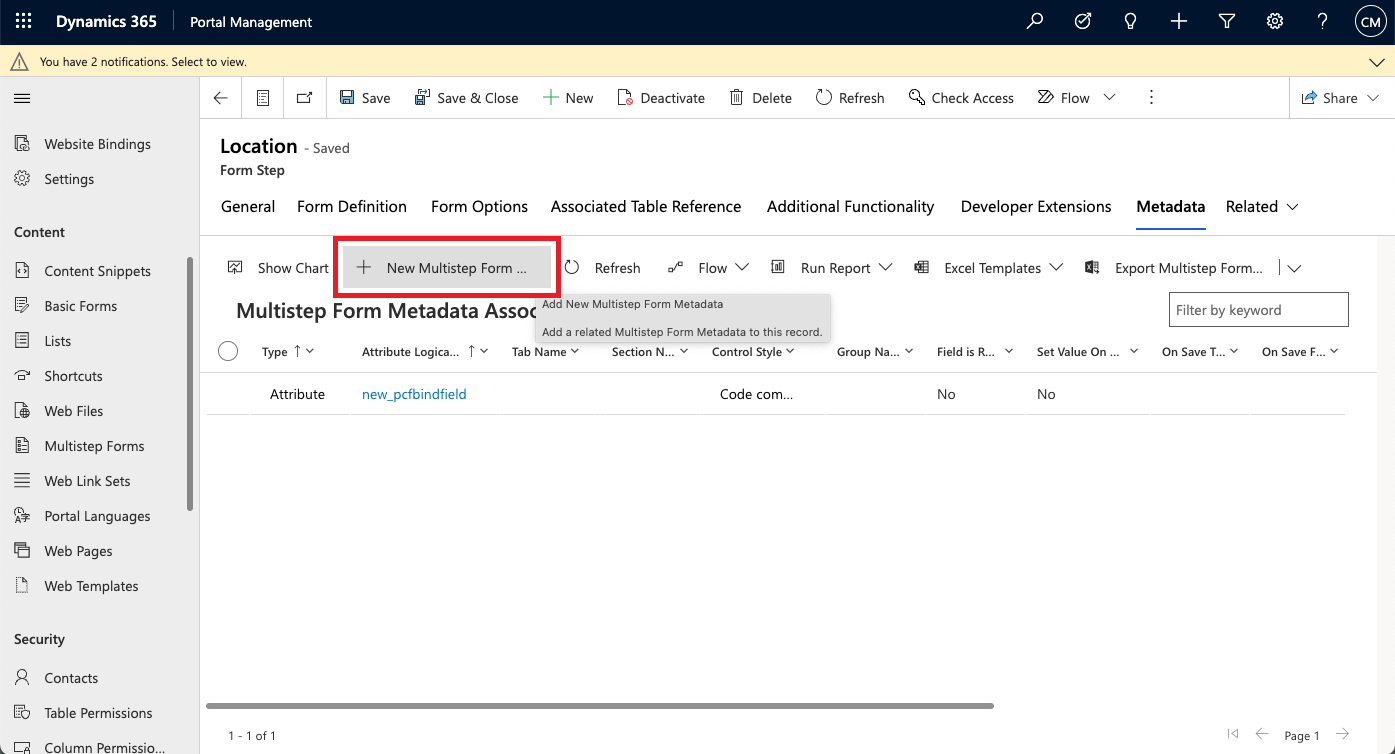 Dynamics 365
Portal Management
CM
You have 2 notifications. Select to view.
Save
Save & Close
New
Deactivate
Delete
Refresh
Check Access
Flow
Share
Website Bindings
Settings
Content
Content Snippets
Basic Forms
Lists
Shortcuts
Web Files
Multistep Forms
Web Link Sets
Portal Languages
Web Pages
Web Templates
Security
Contacts
Table Permissions
Column Permissio...
Location - Saved
Form Step
General
Form Definition
Form Options
Associated Table Reference
Additional Functionality
Developer Extensions
Metadata
Related
Show Chart
New Multistep Form ...
Refresh
Flow
Run Report
Excel Templates
Export Multistep Form...
Multistep Form Metadata Assoc
Add New Multistep Form Metadata
Add a related Multistep Form Metadata to this record.
Filter by keyword
Type
Attribute Logica...
Tab Name
Section N...
Control Style
Group Na...
Field is R...
Set Value On ...
On Save T...
On Save F...
Attribute
new_pcfbindfield
Code com...
No
No
1 - 1 of 1
Page 1